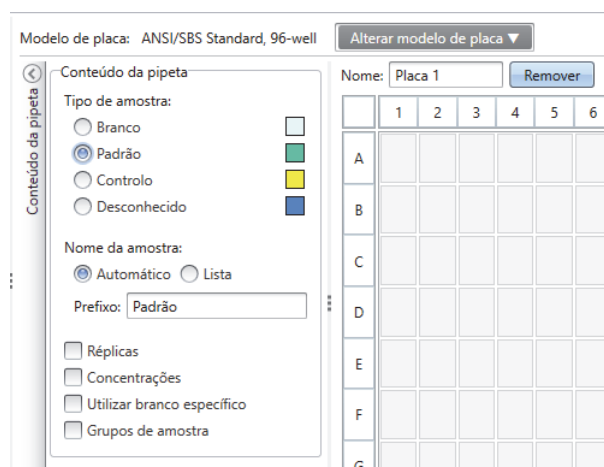 Modelo de placa: ANSI/SBS Standard, 96-well Alterar modelo de placa ▼
Conteúdo da pipeta
Conteúdo da pipeta
Tipo de amostra:
Branco
Padrão
Controlo
Desconhecido
Nome da amostra:
Automático Lista
Prefixo: Padrão
Réplicas
Concentrações
Utilizar branco específico
Grupos de amostra
Nome: Placa 1 Remover
1 2 3 4 5 6
A
B
C
D
E
F
G